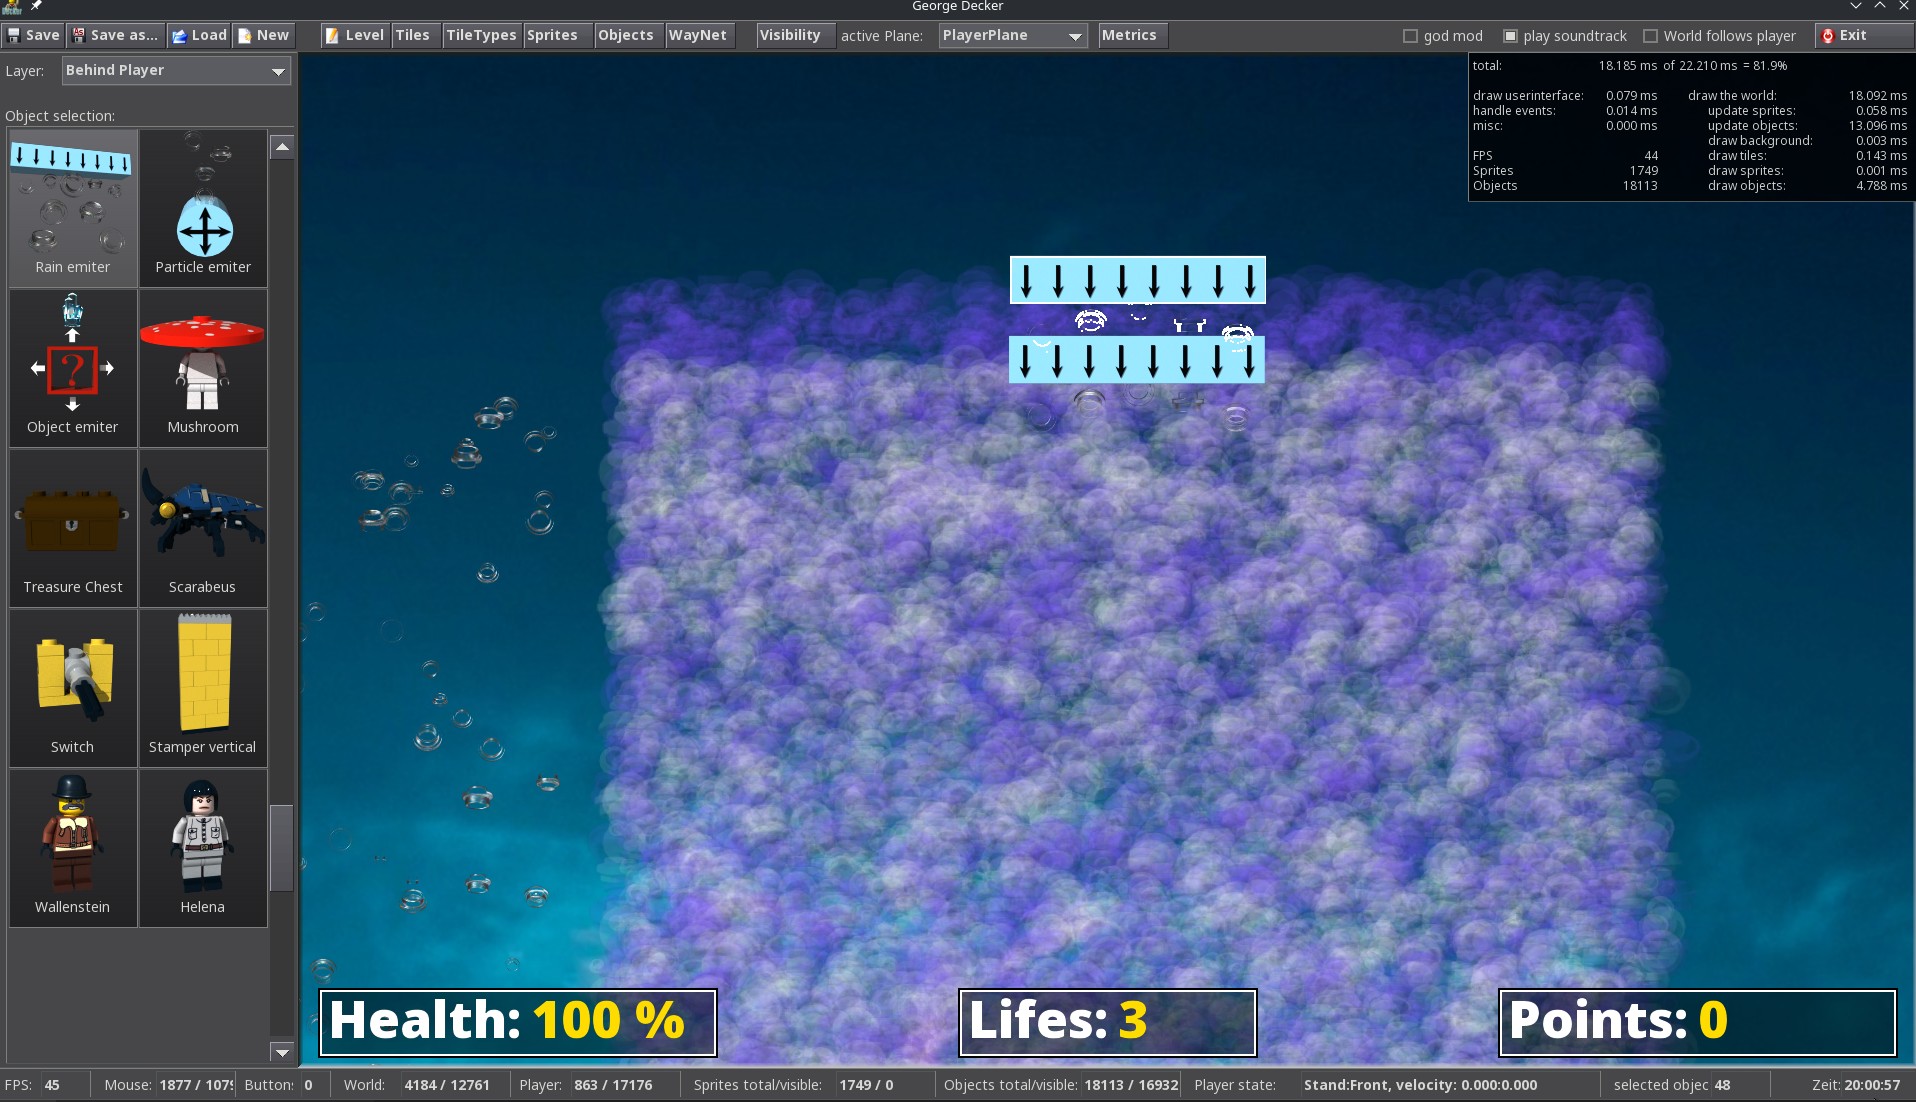 George Decker
Save Save as... Load New Level Tiles TileTypes Sprites Objects WayNet Visibility active Plane: PlayerPlane Metrics god mod play soundtrack World follows player Exit
Layer: Behind Player
Object selection:
Rain emiter Particle emiter
Object emiter Mushroom
Treasure Chest Scarabeus
Switch Stamper vertical
Wallenstein Helena
total: 18.185 ms of 22.210 ms = 81.9%
draw userinterface: 0.079 ms draw the world: 18.092 ms
handle events: 0.014 ms update sprites: 0.058 ms
misc: 0.000 ms update objects: 13.096 ms
draw background: 0.003 ms
FPS 44 draw tiles: 0.143 ms
Sprites 1749 draw sprites: 0.001 ms
Objects 18113 draw objects: 4.788 ms
Health: 100 % Lifes: 3 Points: 0
FPS: 45 Mouse: 1877 / 1079 Button: 0 World: 4184 / 12761 Player: 863 / 17176 Sprites total/visible: 1749 / 0 Objects total/visible: 18113 / 16932 Player state: Stand:Front, velocity: 0.000:0.000 selected objec 48 Zeit: 20:00:57